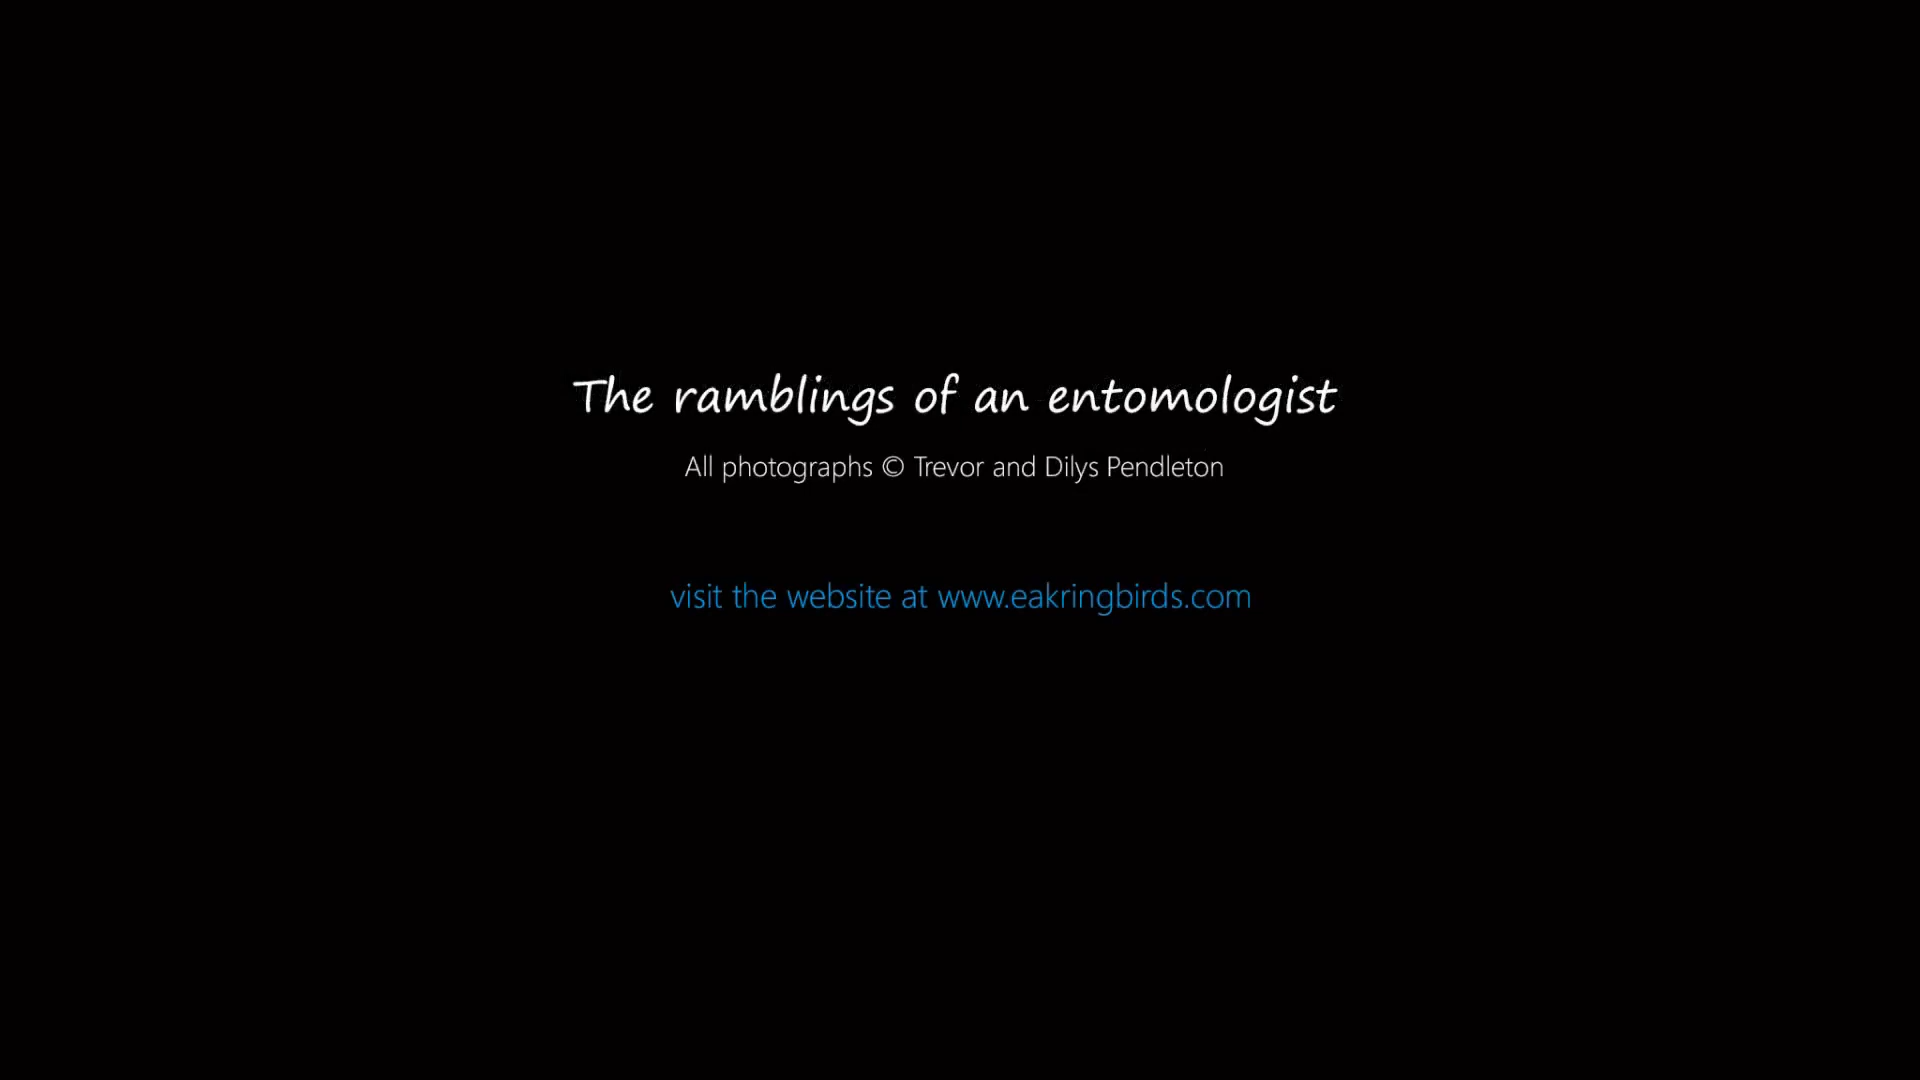 The ramblings of an entomologist
All photographs © Trevor and Dilys Pendleton
visit the website at www.eakringbirds.com